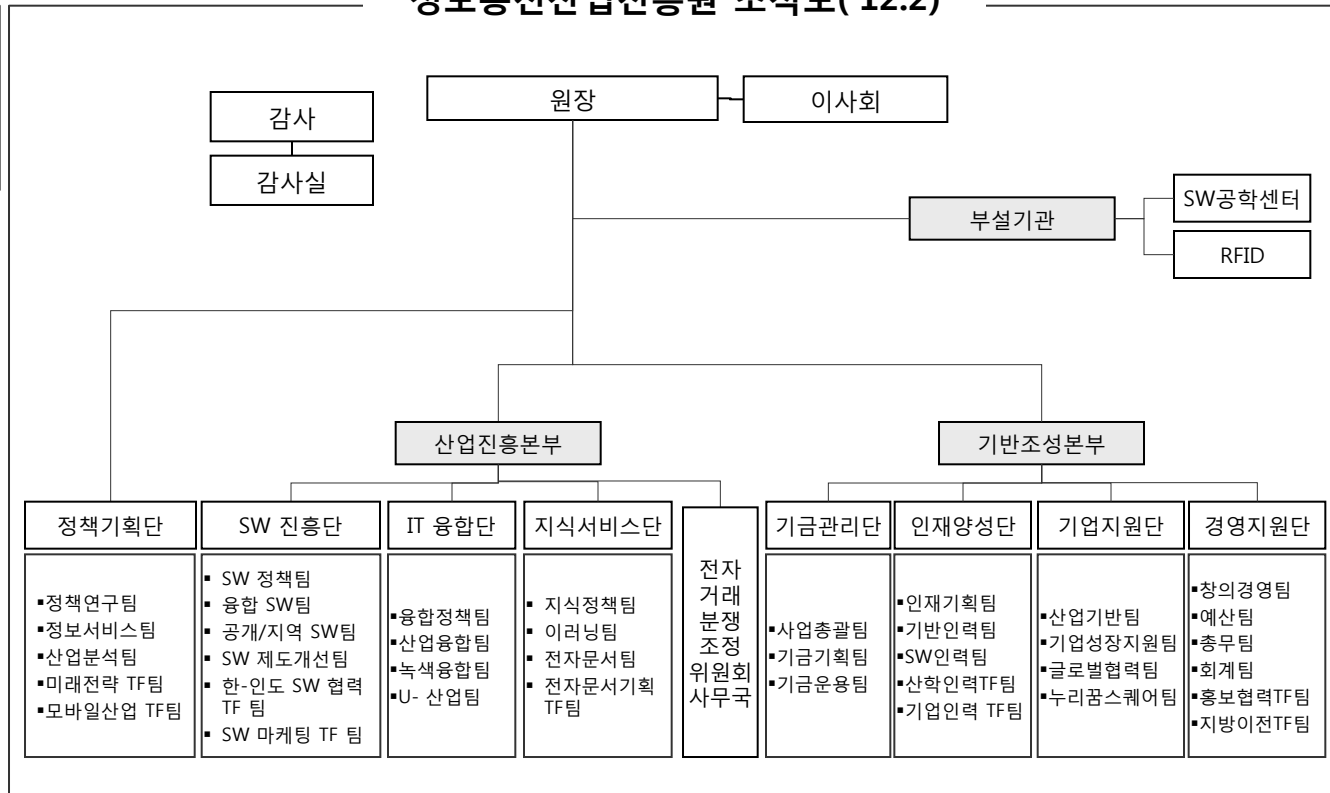 정보통신산업진흥원 조직도('12.2)
원장
이사회
감사
감사실
부설기관
SW공학센터
RFID
산업진흥본부
기반조성본부
정책기획단
▪정책연구팀
▪정보서비스팀
▪산업분석팀
▪미래전략 TF팀
▪모바일산업 TF팀
SW 진흥단
▪ SW 정책팀
▪ 융합 SW팀
▪ 공개/지역 SW팀
▪ SW 제도개선팀
▪ 한-인도 SW 협력
TF 팀
▪ SW 마케팅 TF 팀
IT 융합단
▪융합정책팀
▪산업융합팀
▪녹색융합팀
▪U- 산업팀
지식서비스단
▪ 지식정책팀
▪ 이러닝팀
▪ 전자문서팀
▪ 전자문서기획
TF팀
전자
거래
분쟁
조정
위원회
사무국
기금관리단
▪사업총괄팀
▪기금기획팀
▪기금운용팀
인재양성단
▪인재기획팀
▪기반인력팀
▪SW인력팀
▪산학인력TF팀
▪기업인력 TF팀
기업지원단
▪산업기반팀
▪기업성장지원팀
▪글로벌협력팀
▪누리꿈스퀘어팀
경영지원단
▪창의경영팀
▪예산팀
▪총무팀
▪회계팀
▪홍보협력TF팀
▪지방이전TF팀